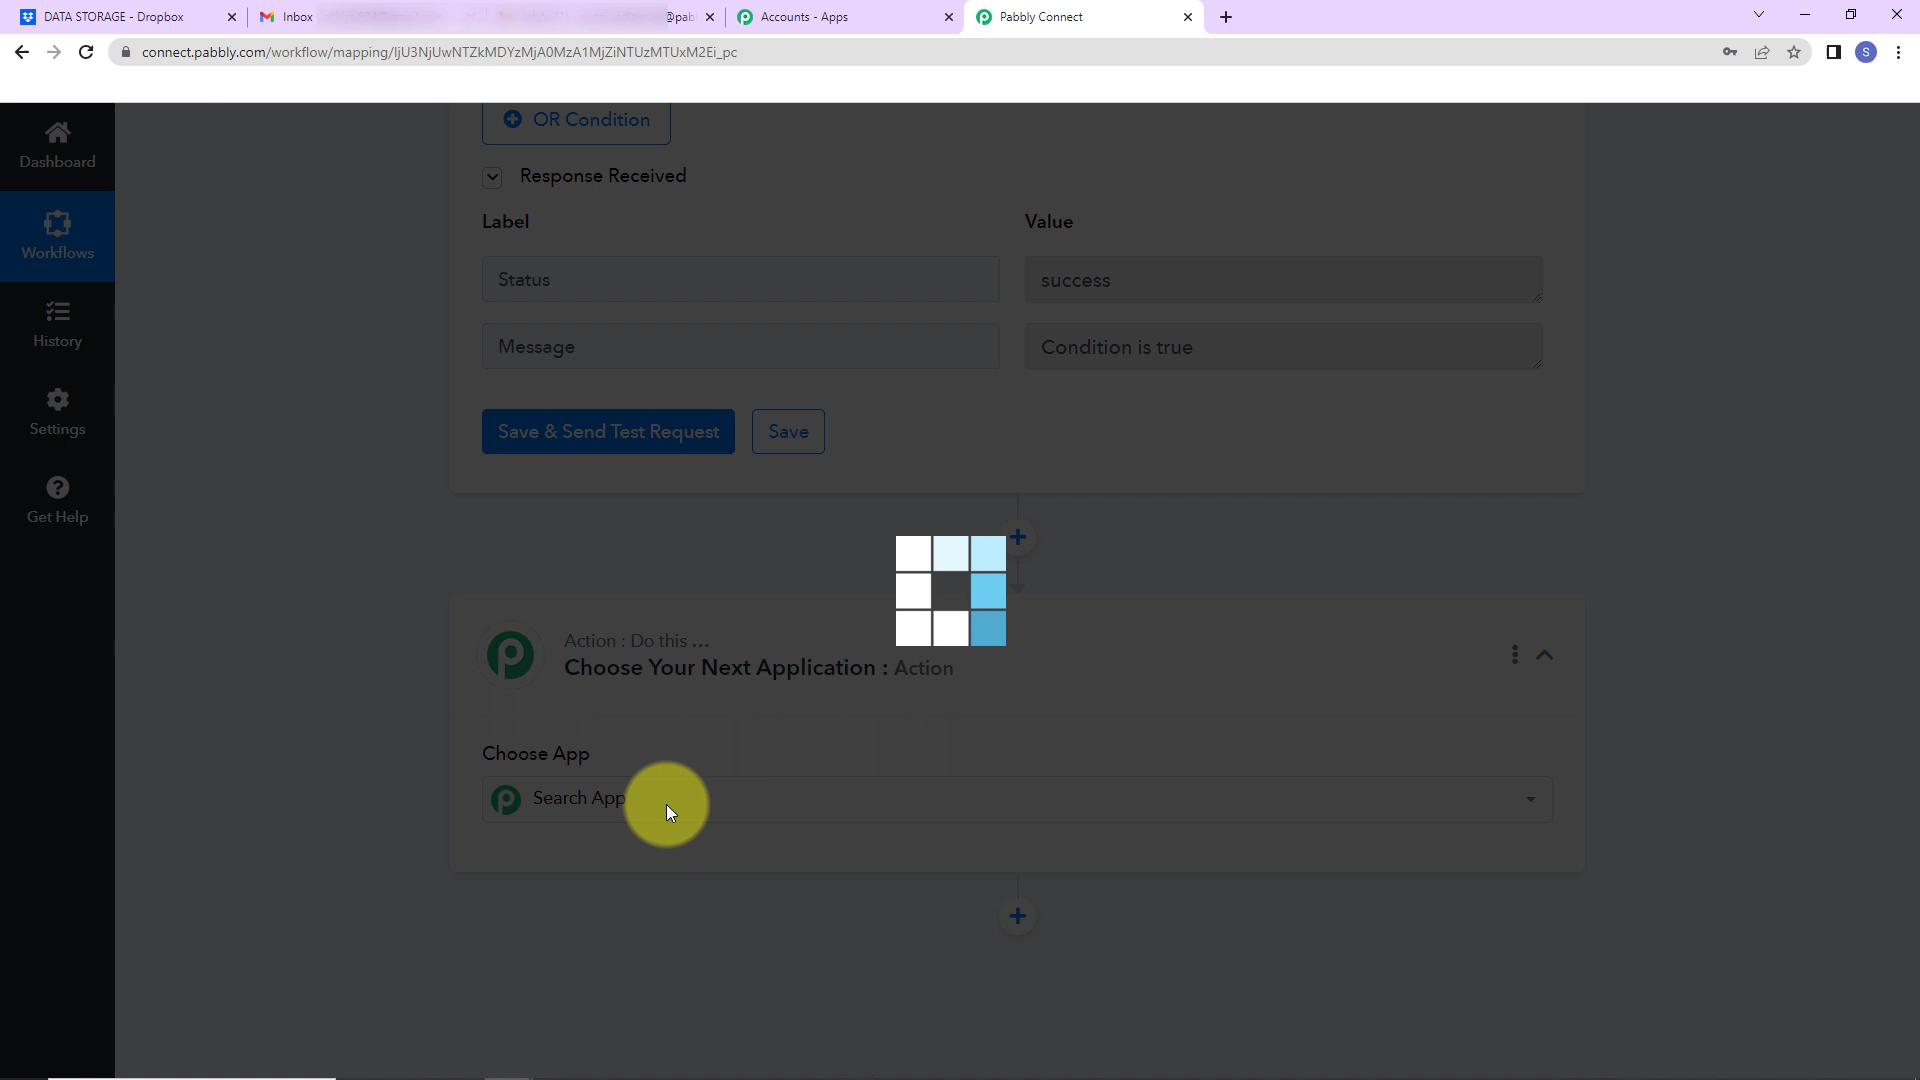 DATA STORAGE - Dropbox
Inbox
@pab
Accounts - Apps
Pabbly Connect
connect.pabbly.com/workflow/mapping/IjU3NjUwNTZkMDYzMjA0MzA1MjZiNTUzMTUxM2Ei_pc
S
Dashboard
Workflows
History
Settings
Get Help
OR Condition
Response Received
Label
Value
Status
success
Message
Condition is true
Save & Send Test Request
Save
Action : Do this ...
Choose Your Next Application : Action
Choose App
Search App